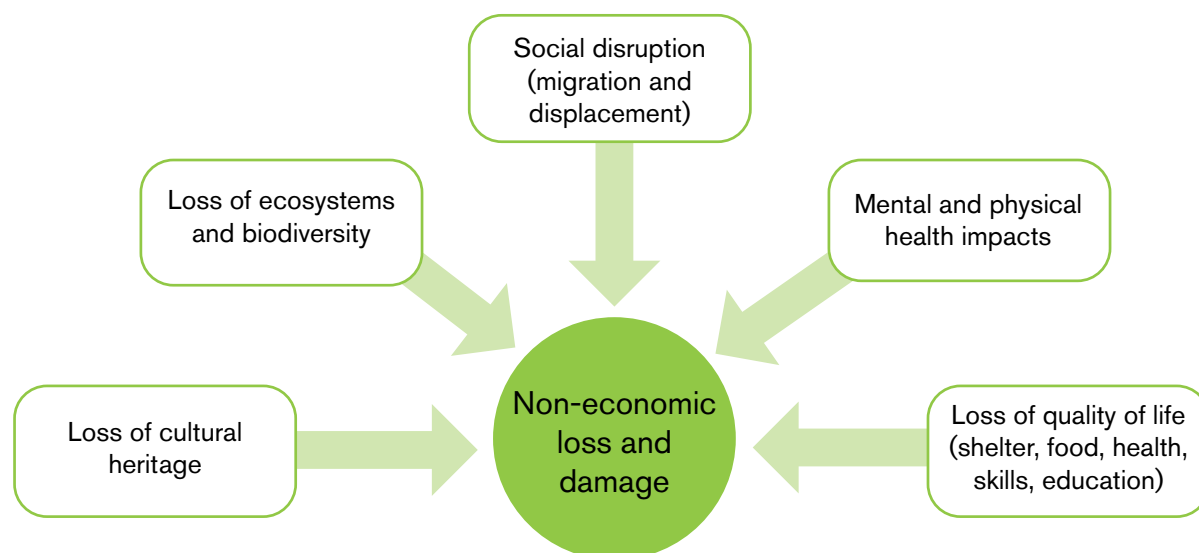 Social disruption
(migration and
displacement)
Loss of ecosystems
and biodiversity
Mental and physical
health impacts
Loss of cultural
heritage
Non-economic
loss and
damage
Loss of quality of life
(shelter, food, health,
skills, education)